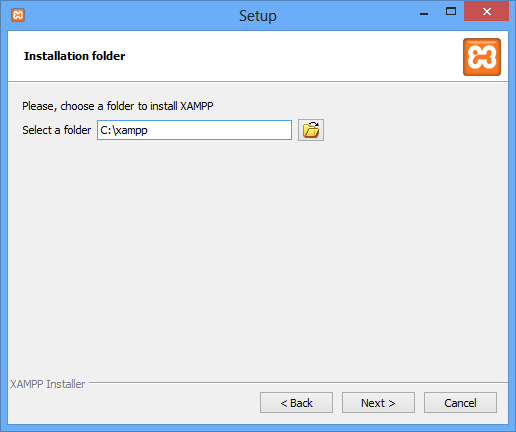 Setup
Installation folder
Please, choose a folder to install XAMPP
Select a folder C:\xampp
XAMPP Installer
< Back Next > Cancel